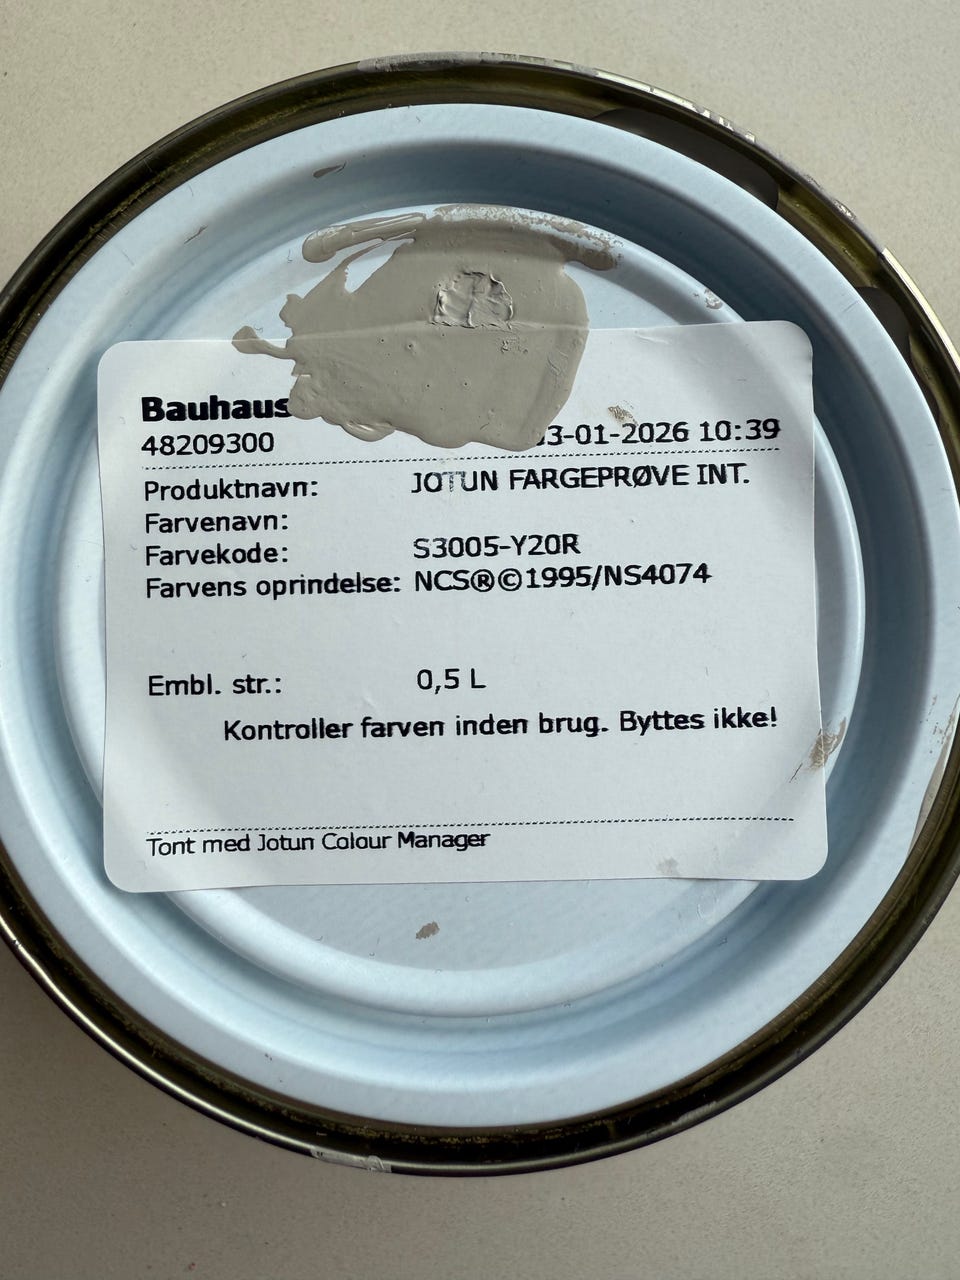 Bauhaus
48209300 3-01-2026 10:39
Produktnavn: JOTUN FARGEPRØVE INT.
Farvenavn:
Farvekode: S3005-Y20R
Farvens oprindelse: NCS®©1995/NS4074
Embl. str.: 0,5 L
Kontroller farven inden brug. Byttes ikke!
Tont med Jotun Colour Manager